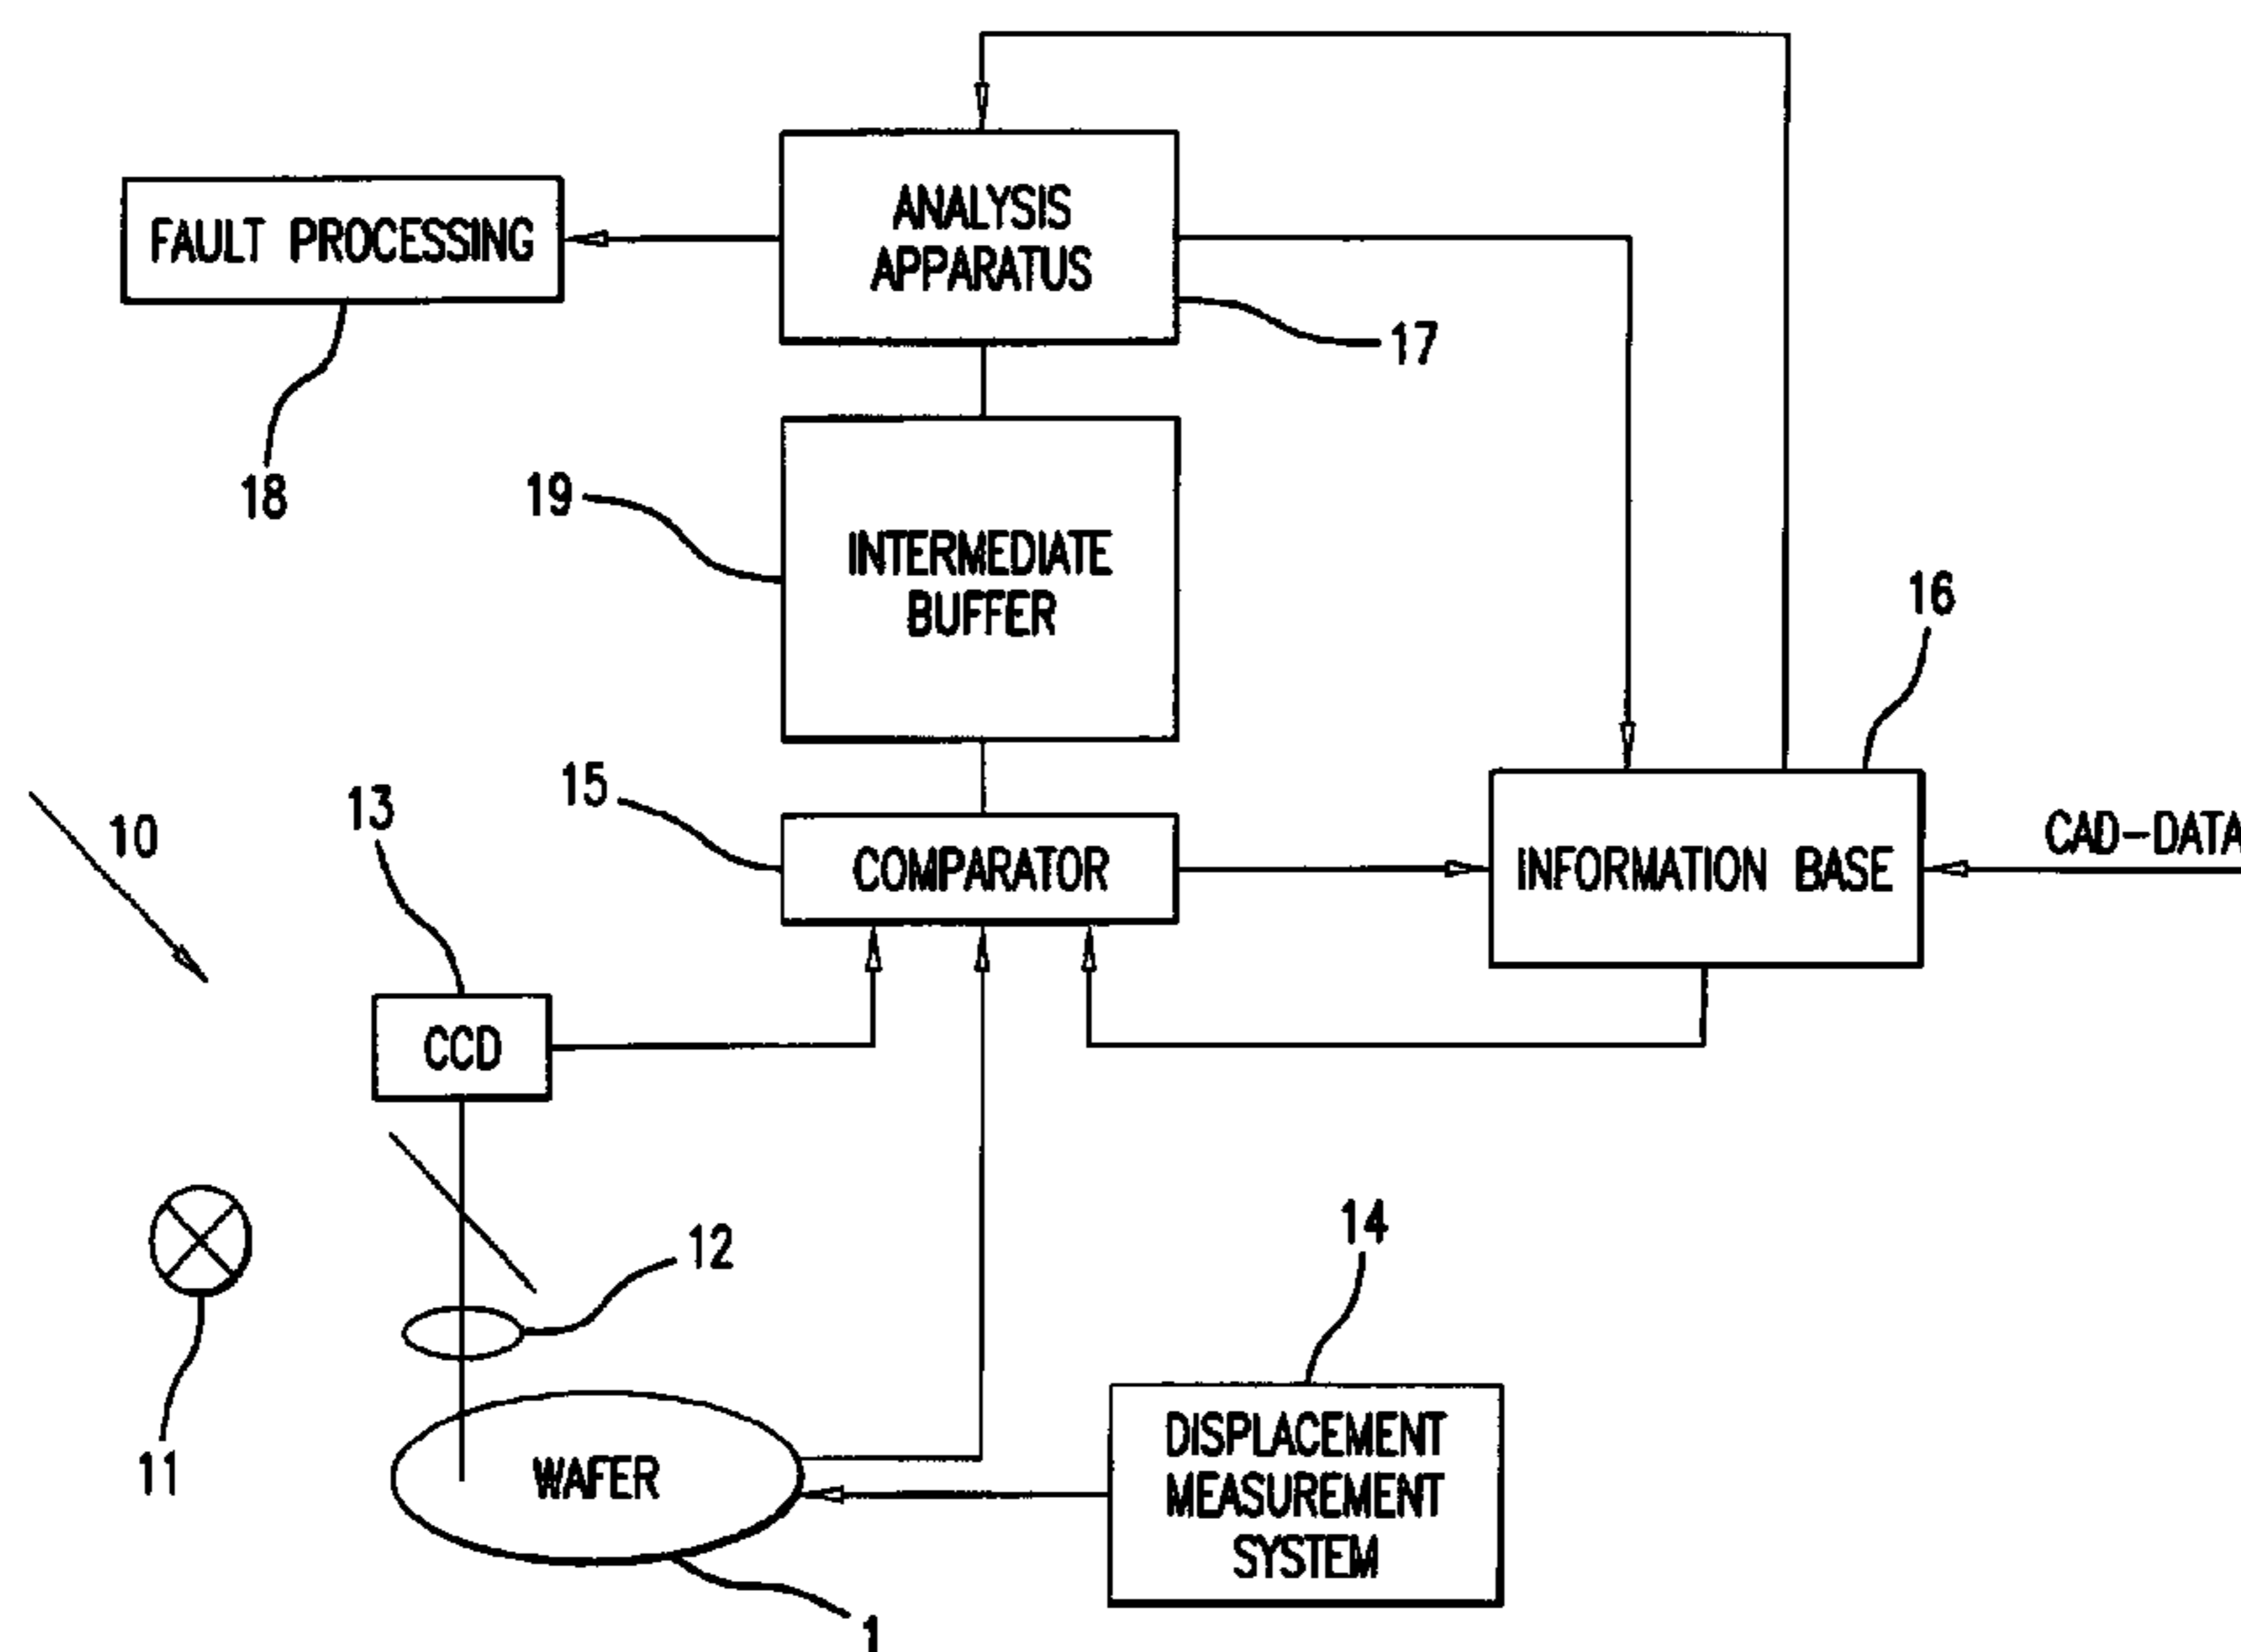 ANALYSIS
APPARATUS
FAULT PROCESSING
17
18
19
INTERMEDIATE
BUFFER
16
15
13
10
COMPARATOR
INFORMATION BASE
CAD-DATA
CCD
12
14
11
WAFER
DISPLACEMENT
MEASUREMENT
SYSTEM
1